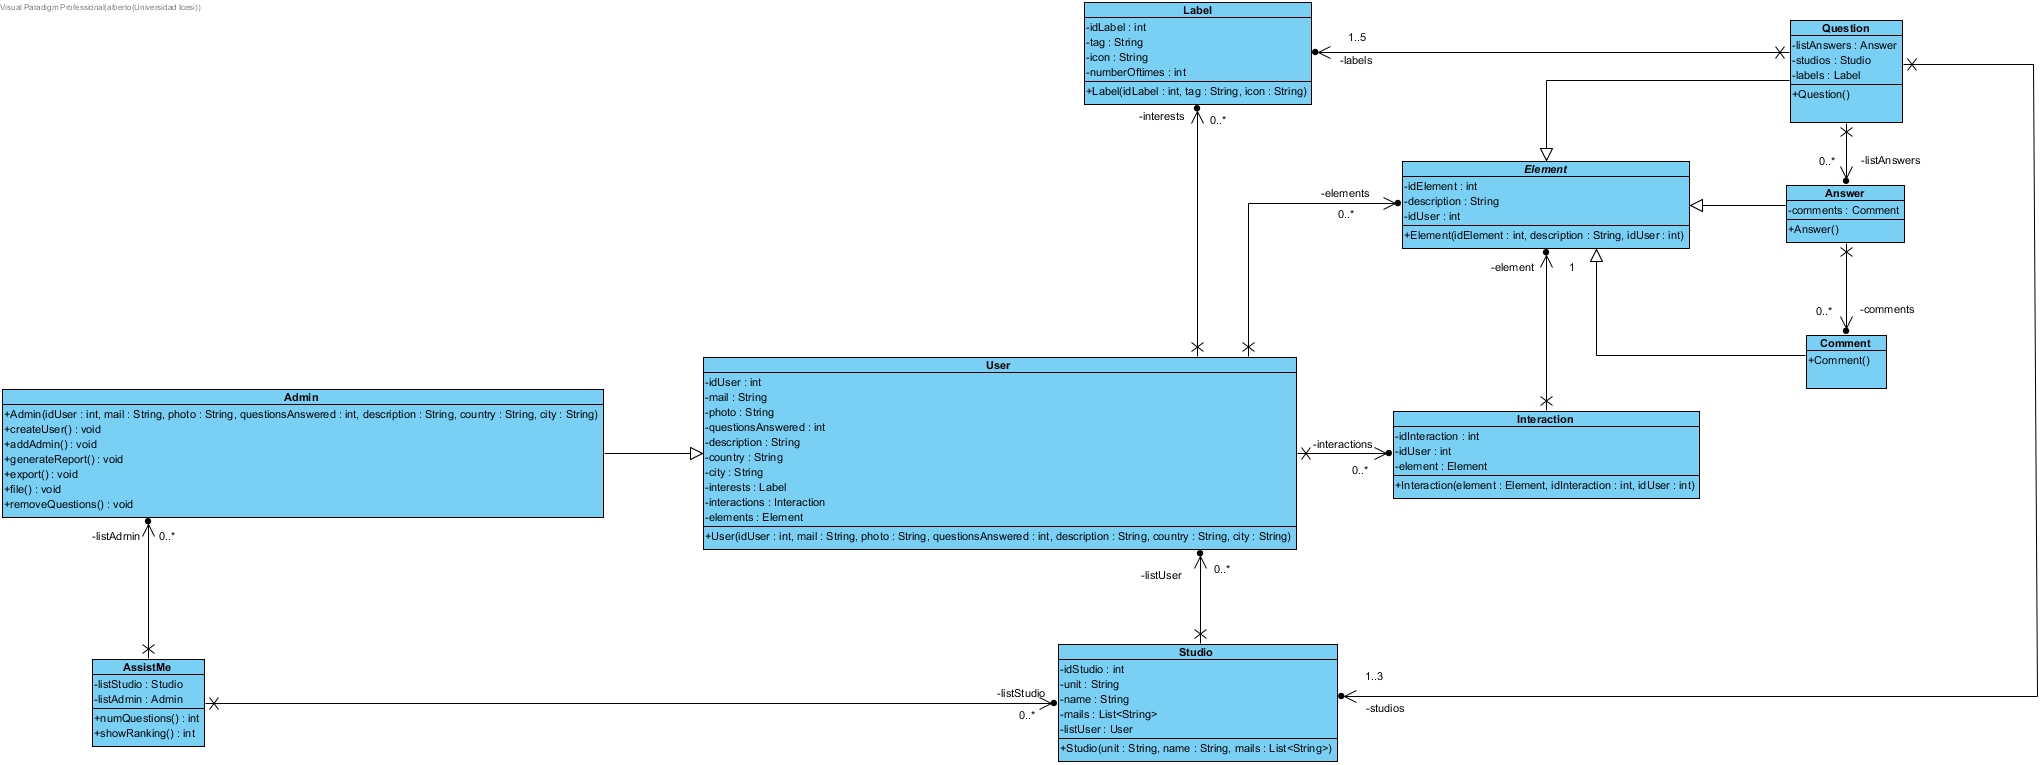 Visual Paradigm Professional(alberto(Universidad Icesi))
Label
-idLabel : int
-tag : String
-icon : String
-numberOftimes : int
+Label(idLabel : int, tag : String, icon : String)
1..5
-labels
Question
-listAnswers : Answer
-studios : Studio
-labels : Label
+Question()
-interests
0..*
0..*
-listAnswers
Element
-idElement : int
-description : String
-idUser : int
+Element(idElement : int, description : String, idUser : int)
-elements
0..*
Answer
-comments : Comment
+Answer()
-element
1
0..*
-comments
Comment
+Comment()
User
-idUser : int
-mail : String
-photo : String
-questionsAnswered : int
-description : String
-country : String
-city : String
-interests : Label
-interactions : Interaction
-elements : Element
+User(idUser : int, mail : String, photo : String, questionsAnswered : int, description : String, country : String, city : String)
Admin
+Admin(idUser : int, mail : String, photo : String, questionsAnswered : int, description : String, country : String, city : String)
+createUser() : void
+addAdmin() : void
+generateReport() : void
+export() : void
+file() : void
+removeQuestions() : void
-interactions
0..*
Interaction
-idInteraction : int
-idUser : int
-element : Element
+Interaction(element : Element, idInteraction : int, idUser : int)
-listAdmin
0..*
-listUser
0..*
AssistMe
-listStudio : Studio
-listAdmin : Admin
+numQuestions() : int
+showRanking() : int
-listStudio
0..*
Studio
-idStudio : int
-unit : String
-name : String
-mails : List<String>
-listUser : User
+Studio(unit : String, name : String, mails : List<String>)
1..3
-studios